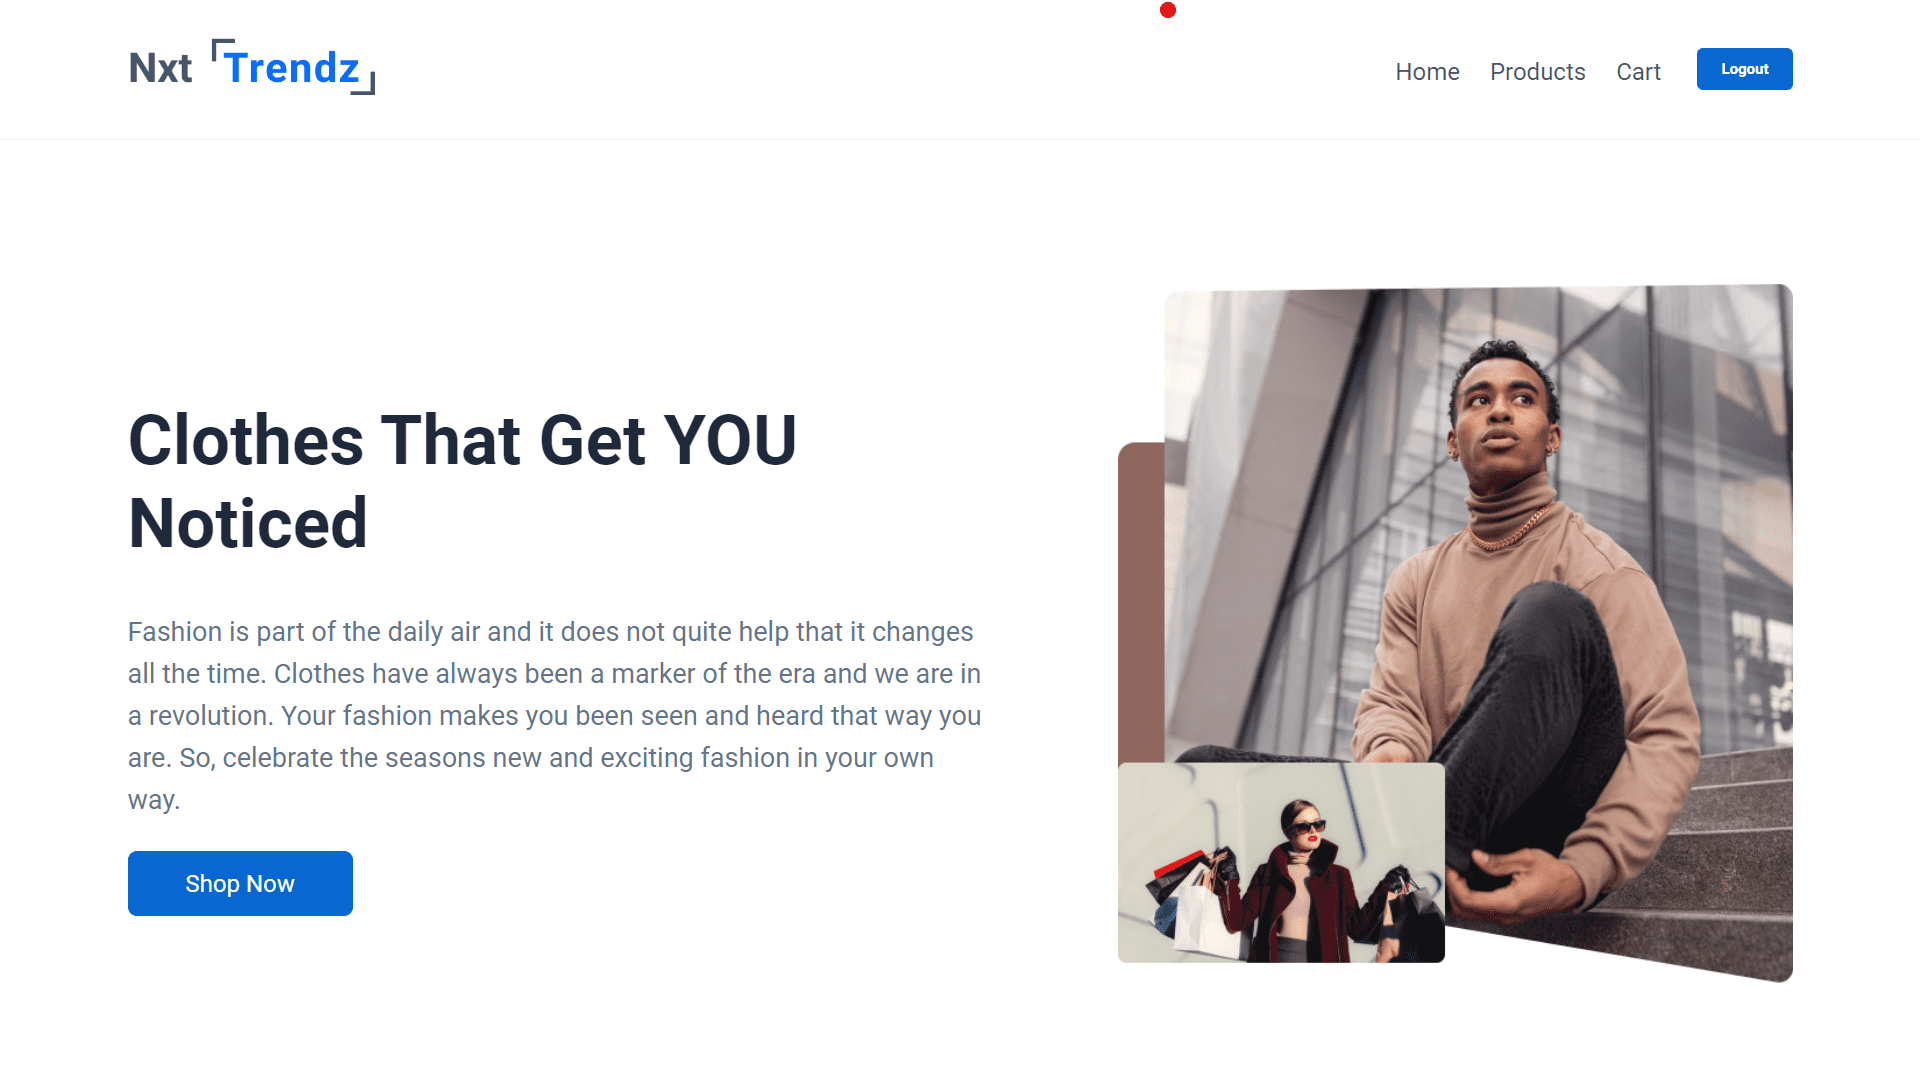 Nxt Trendz
Home Products Cart Logout
Clothes That Get YOU
Noticed
Fashion is part of the daily air and it does not quite help that it changes
all the time. Clothes have always been a marker of the era and we are in
a revolution. Your fashion makes you been seen and heard that way you
are. So, celebrate the seasons new and exciting fashion in your own
way.
Shop Now